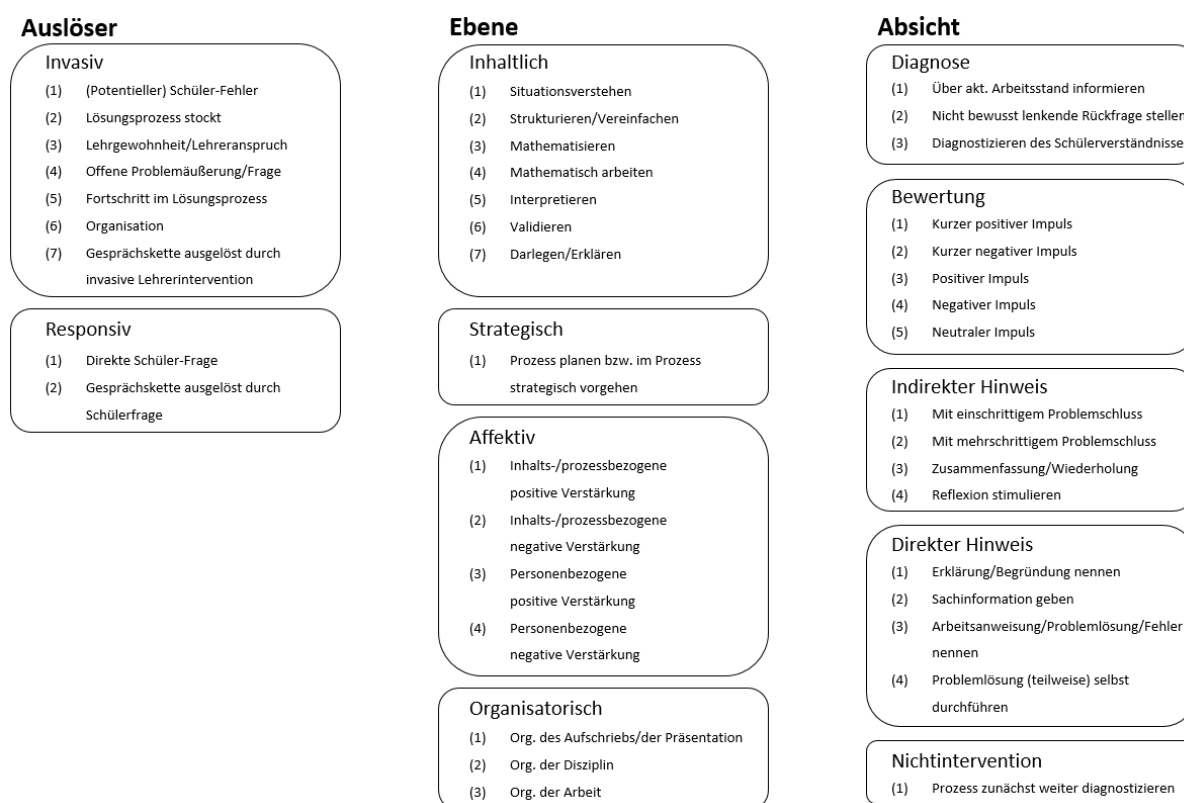 Auslöser
Invasiv
(1) (Potentieller) Schüler-Fehler
(2) Lösungsprozess stockt
(3) Lehrgewohnheit/Lehreranspruch
(4) Offene Problemäußerung/Frage
(5) Fortschritt im Lösungsprozess
(6) Organisation
(7) Gesprächskette ausgelöst durch
invasive Lehrerintervention
Responsiv
(1) Direkte Schüler-Frage
(2) Gesprächskette ausgelöst durch
Schülerfrage
Ebene
Inhaltlich
(1) Situationsverstehen
(2) Strukturieren/Vereinfachen
(3) Mathematisieren
(4) Mathematisch arbeiten
(5) Interpretieren
(6) Validieren
(7) Darlegen/Erklären
Strategisch
(1) Prozess planen bzw. im Prozess
strategisch vorgehen
Affektiv
(1) Inhalts-/prozessbezogene
positive Verstärkung
(2) Inhalts-/prozessbezogene
negative Verstärkung
(3) Personenbezogene
positive Verstärkung
(4) Personenbezogene
negative Verstärkung
Organisatorisch
(1) Org. des Aufschriebs/der Präsentation
(2) Org. der Disziplin
(3) Org. der Arbeit
Absicht
Diagnose
(1) Über akt. Arbeitsstand informieren
(2) Nicht bewusst lenkende Rückfrage stellen
(3) Diagnostizieren des Schülerverständnisse
Bewertung
(1) Kurzer positiver Impuls
(2) Kurzer negativer Impuls
(3) Positiver Impuls
(4) Negativer Impuls
(5) Neutraler Impuls
Indirekter Hinweis
(1) Mit einschrittigem Problemschluss
(2) Mit mehrschrittigem Problemschluss
(3) Zusammenfassung/Wiederholung
(4) Reflexion stimulieren
Direkter Hinweis
(1) Erklärung/Begründung nennen
(2) Sachinformation geben
(3) Arbeitsanweisung/Problemlösung/Fehler
nennen
(4) Problemlösung (teilweise) selbst
durchführen
Nichtintervention
(1) Prozess zunächst weiter diagnostizieren